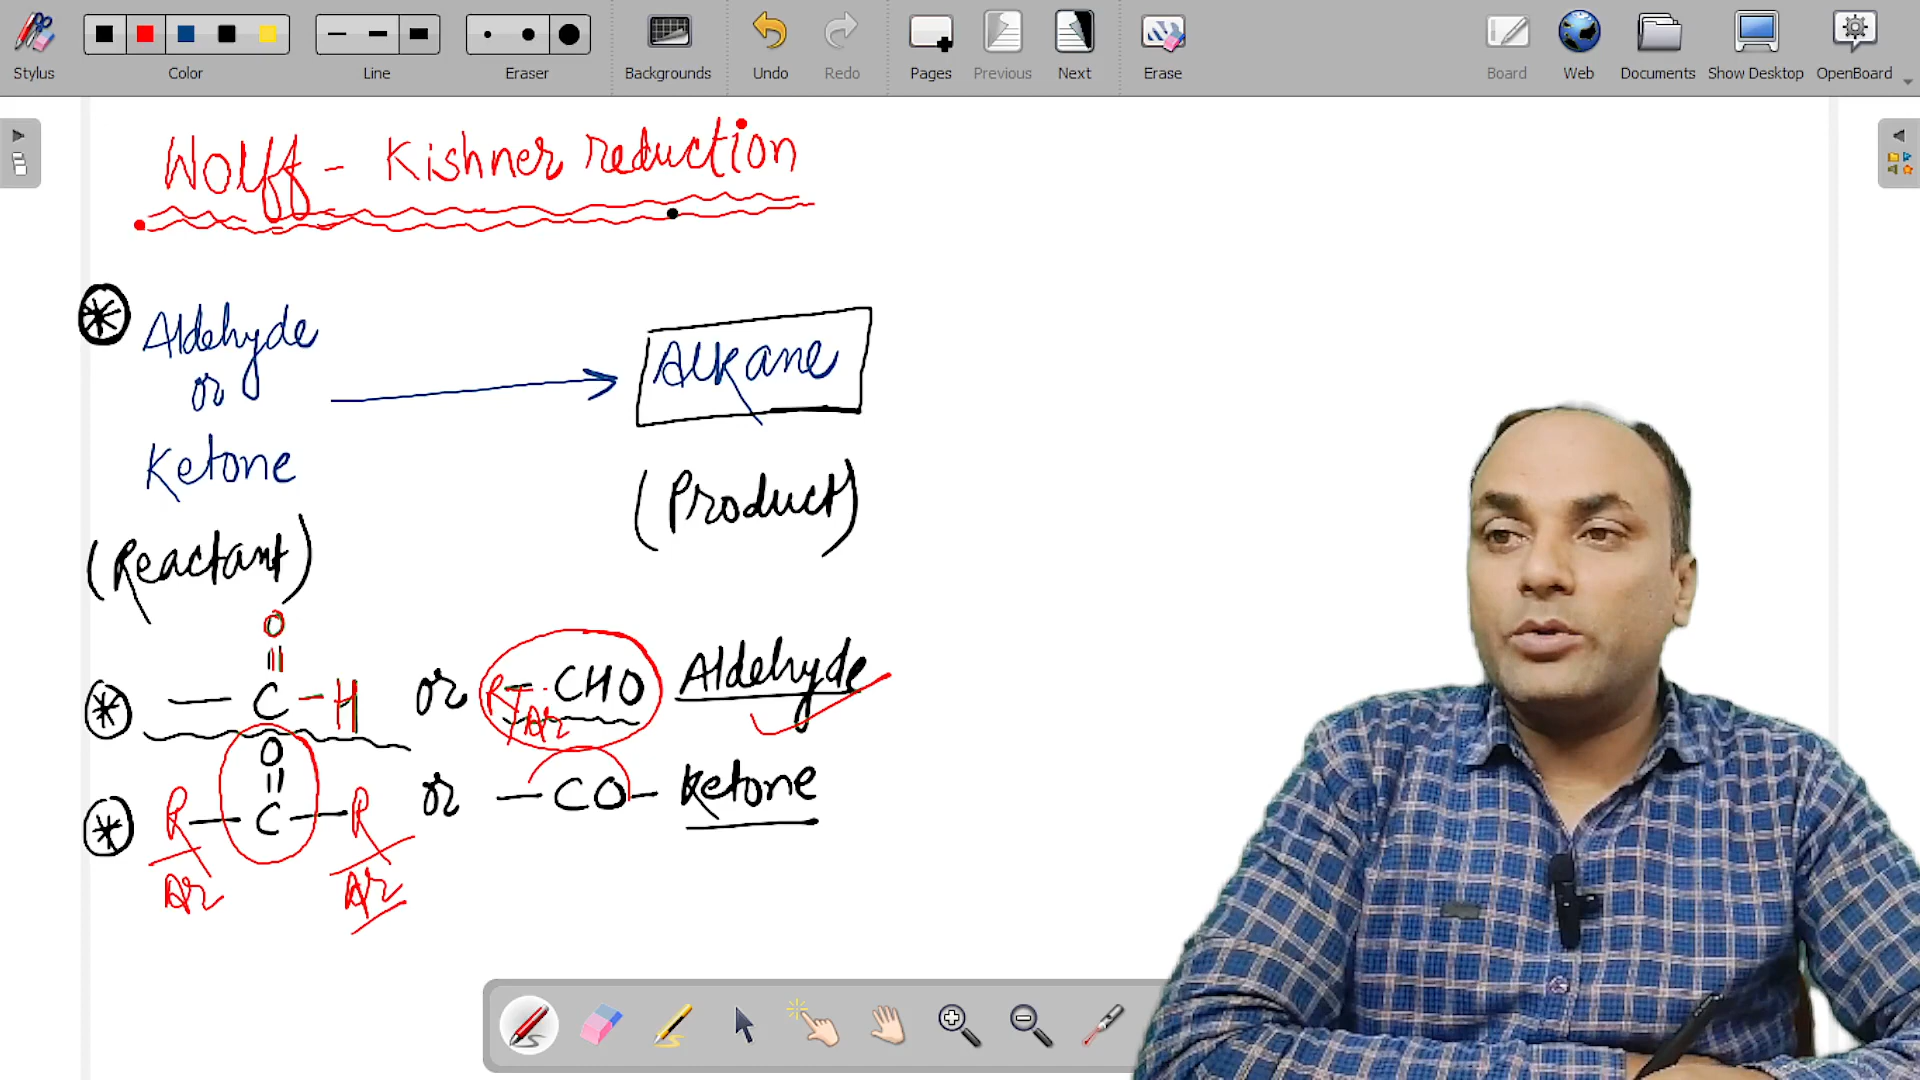 Stylus Color Line Eraser Backgrounds Undo Redo Pages Previous Next Erase Board Web Documents Show Desktop OpenBoard
Wolff - Kishner reduction
Aldehyde
or
Ketone
Alkane
(Reactant)
(Product)
O
C - H or R - CHO Aldehyde
Ar
O
R - C - R or - CO - Ketone
Ar Ar